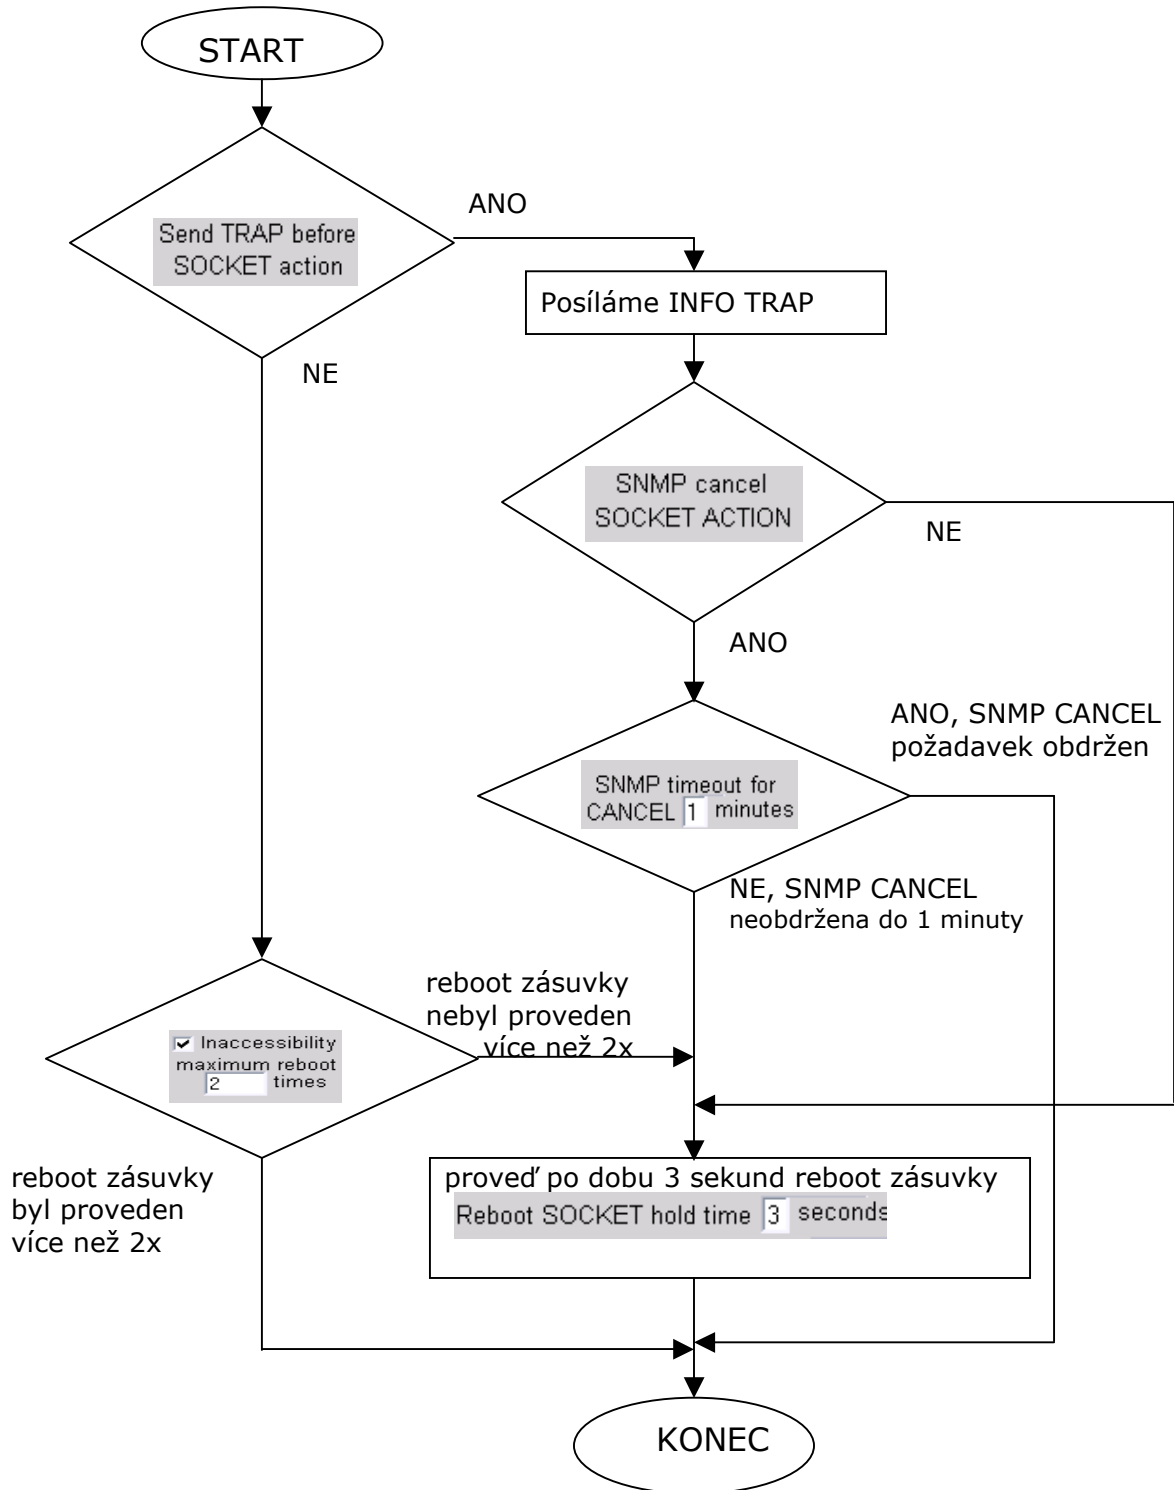 START
ANO
Send TRAP before
SOCKET action
Posíláme INFO TRAP
NE
SNMP cancel
SOCKET ACTION
NE
ANO
ANO, SNMP CANCEL
požadavek obdržen
SNMP timeout for
CANCEL 1 minutes
NE, SNMP CANCEL
neobdržena do 1 minuty
reboot zásuvky
nebyl proveden
více než 2x
Inaccessibility
maximum reboot
2 times
reboot zásuvky
byl proveden
více než 2x
proveď po dobu 3 sekund reboot zásuvky
Reboot SOCKET hold time 3 seconds
KONEC